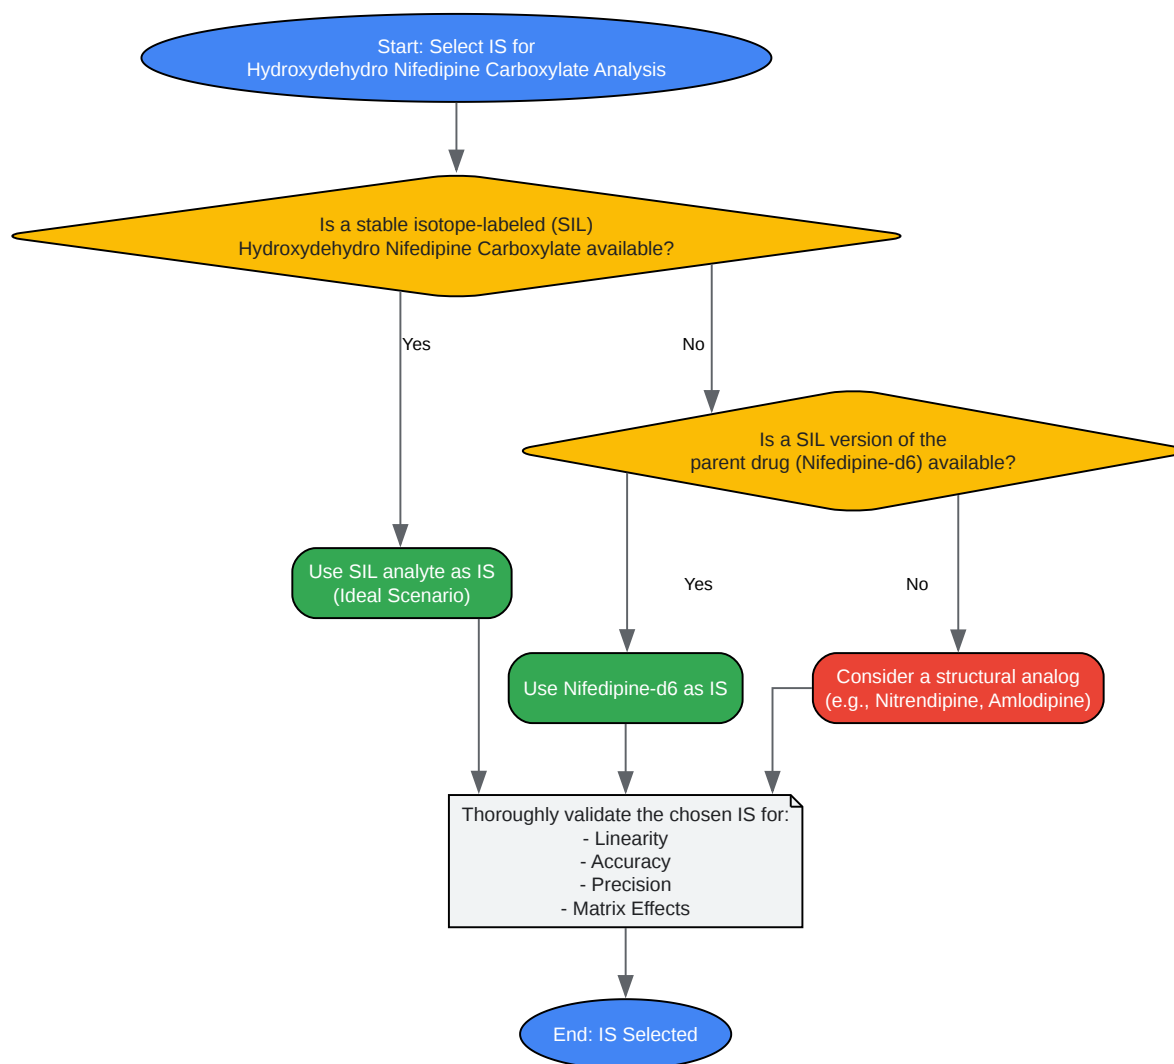 Start: Select IS for
Hydroxydehydro Nifedipine Carboxylate Analysis
Is a stable isotope-labeled (SIL)
Hydroxydehydro Nifedipine Carboxylate available?
Yes
No
Is a SIL version of the
parent drug (Nifedipine-d6) available?
Use SIL analyte as IS
(Ideal Scenario)
Yes
No
Use Nifedipine-d6 as IS
Consider a structural analog
(e.g., Nitrendipine, Amlodipine)
Thoroughly validate the chosen IS for:
- Linearity
- Accuracy
- Precision
- Matrix Effects
End: IS Selected